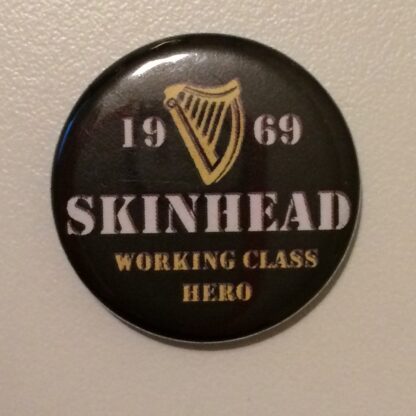 19 69
SKINHEAD
WORKING CLASS
HERO